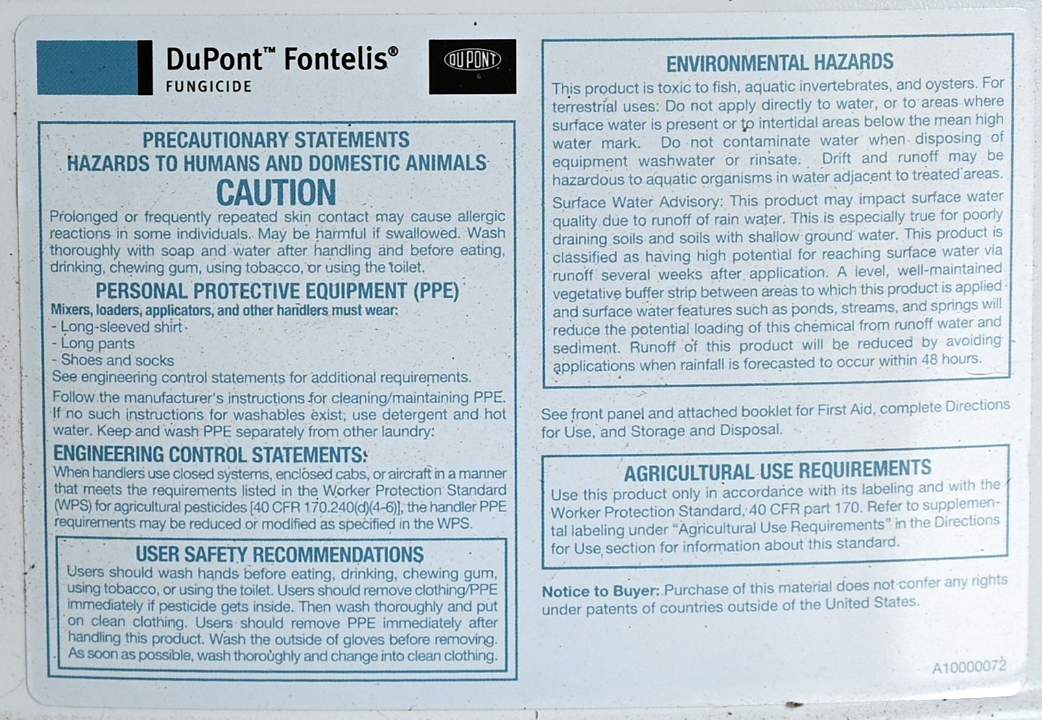 DuPont™ Fontelis®
FUNGICIDE
DUPONT
PRECAUTIONARY STATEMENTS
HAZARDS TO HUMANS AND DOMESTIC ANIMALS
CAUTION
Prolonged or frequently repeated skin contact may cause allergic
reactions in some individuals. May be harmful if swallowed. Wash
thoroughly with soap and water after handling and before eating,
drinking, chewing gum, using tobacco, or using the toilet.
PERSONAL PROTECTIVE EQUIPMENT (PPE)
Mixers, loaders, applicators, and other handlers must wear:
- Long-sleeved shirt
- Long pants
- Shoes and socks
See engineering control statements for additional requirements.
Follow the manufacturer's instructions for cleaning/maintaining PPE.
If no such instructions for washables exist, use detergent and hot
water. Keep and wash PPE separately from other laundry.
ENGINEERING CONTROL STATEMENTS:
When handlers use closed systems, enclosed cabs, or aircraft in a manner
that meets the requirements listed in the Worker Protection Standard
(WPS) for agricultural pesticides [40 CFR 170.240(d)(4-6)], the handler PPE
requirements may be reduced or modified as specified in the WPS.
USER SAFETY RECOMMENDATIONS
Users should wash hands before eating, drinking, chewing gum,
using tobacco, or using the toilet. Users should remove clothing/PPE
immediately if pesticide gets inside. Then wash thoroughly and put
on clean clothing. Users should remove PPE immediately after
handling this product. Wash the outside of gloves before removing.
As soon as possible, wash thoroughly and change into clean clothing.
ENVIRONMENTAL HAZARDS
This product is toxic to fish, aquatic invertebrates, and oysters. For
terrestrial uses: Do not apply directly to water, or to areas where
surface water is present or to intertidal areas below the mean high
water mark. Do not contaminate water when disposing of
equipment washwater or rinsate. Drift and runoff may be
hazardous to aquatic organisms in water adjacent to treated areas.
Surface Water Advisory: This product may impact surface water
quality due to runoff of rain water. This is especially true for poorly
draining soils and soils with shallow ground water. This product is
classified as having high potential for reaching surface water via
runoff several weeks after application. A level, well-maintained
vegetative buffer strip between areas to which this product is applied
and surface water features such as ponds, streams, and springs will
reduce the potential loading of this chemical from runoff water and
sediment. Runoff of this product will be reduced by avoiding
applications when rainfall is forecasted to occur within 48 hours.
See front panel and attached booklet for First Aid, complete Directions
for Use, and Storage and Disposal.
AGRICULTURAL USE REQUIREMENTS
Use this product only in accordance with its labeling and with the
Worker Protection Standard, 40 CFR part 170. Refer to supplemen-
tal labeling under "Agricultural Use Requirements" in the Directions
for Use section for information about this standard.
Notice to Buyer: Purchase of this material does not confer any rights
under patents of countries outside of the United States.
A10000072